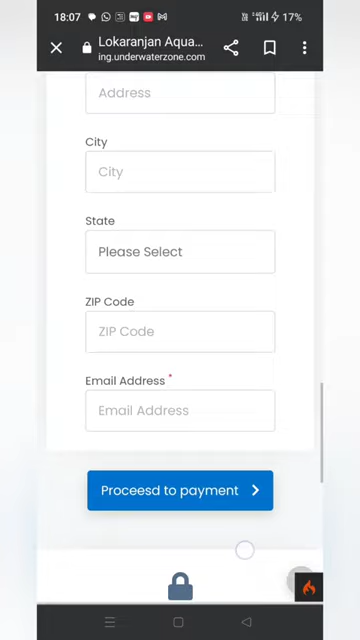 18:07
17%
Lokaranjan Aqua...
ing.underwaterzone.com
Address
City
City
State
Please Select
ZIP Code
ZIP Code
Email Address *
Email Address
Proceesd to payment